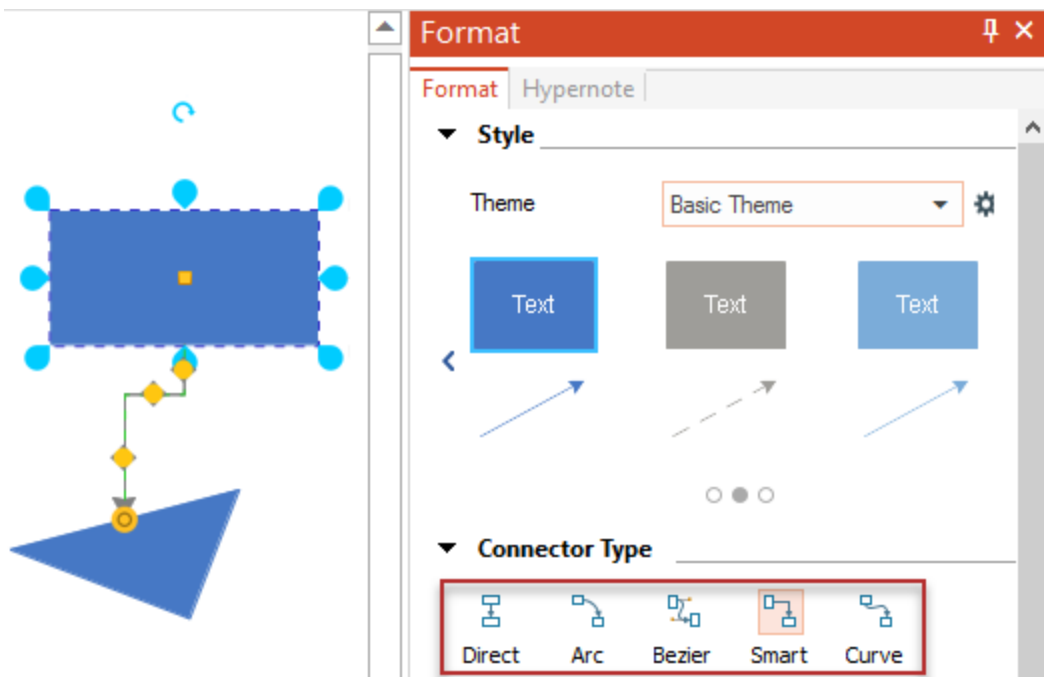 Format
Format Hypernote
Style
Theme Basic Theme
Text Text Text
Connector Type
Direct Arc Bezier Smart Curve